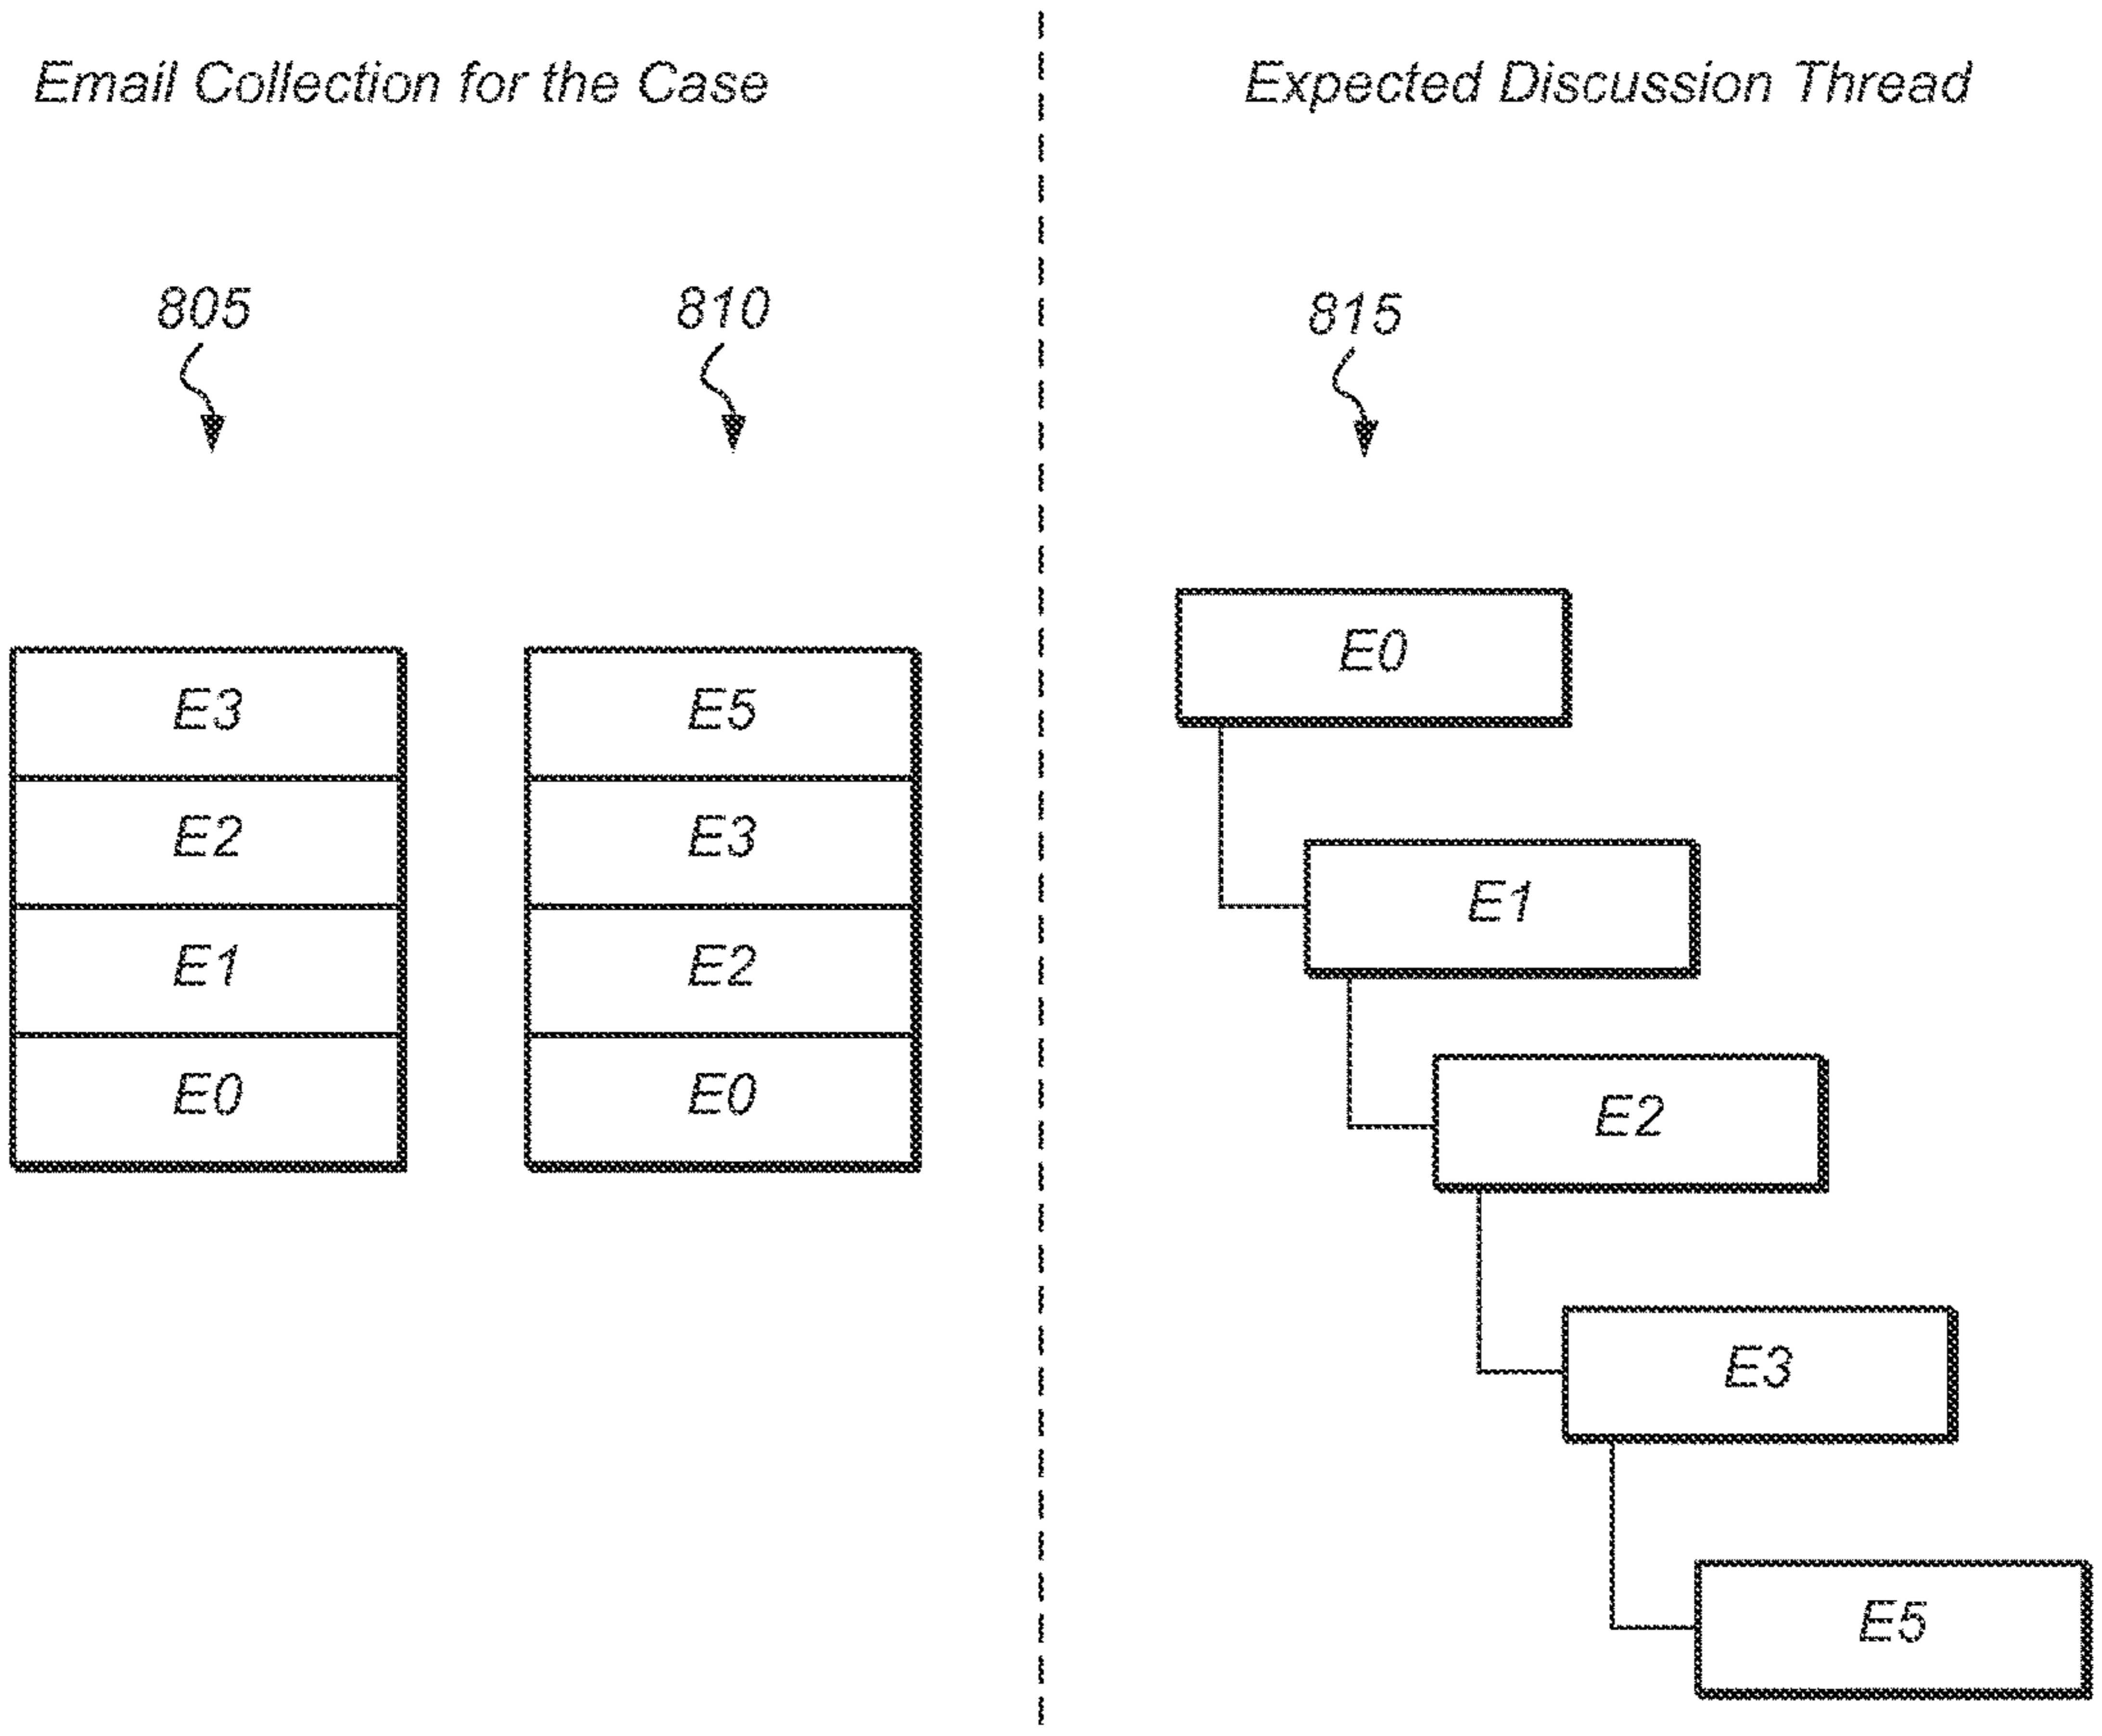 Email Collection for the Case
Expected Discussion Thread
805
810
815
E3
E2
E1
E0
E5
E3
E2
E0
E0
E1
E2
E3
E5